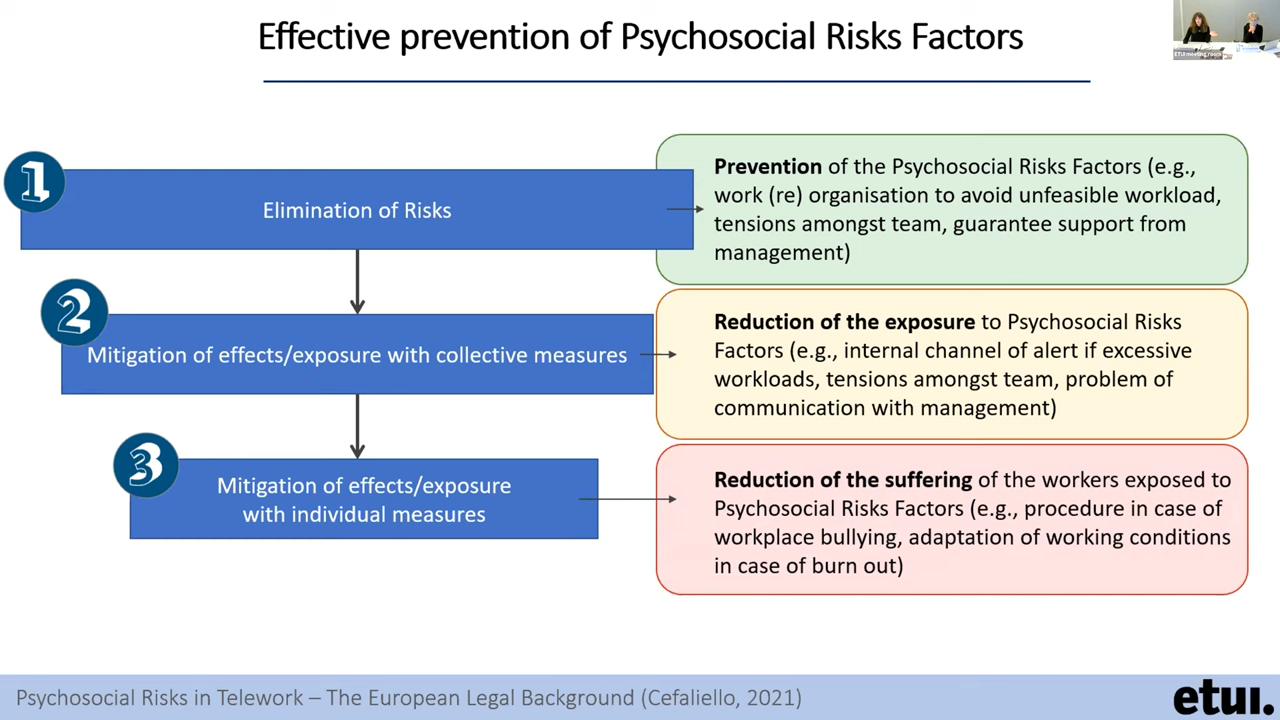 Effective prevention of Psychosocial Risks Factors
ETUI meeting room
1
Elimination of Risks
Prevention of the Psychosocial Risks Factors (e.g.,
work (re) organisation to avoid unfeasible workload,
tensions amongst team, guarantee support from
management)
2
Mitigation of effects/exposure with collective measures
Reduction of the exposure to Psychosocial Risks
Factors (e.g., internal channel of alert if excessive
workloads, tensions amongst team, problem of
communication with management)
3
Mitigation of effects/exposure
with individual measures
Reduction of the suffering of the workers exposed to
Psychosocial Risks Factors (e.g., procedure in case of
workplace bullying, adaptation of working conditions
in case of burn out)
Psychosocial Risks in Telework – The European Legal Background (Cefaliello, 2021)
etui.